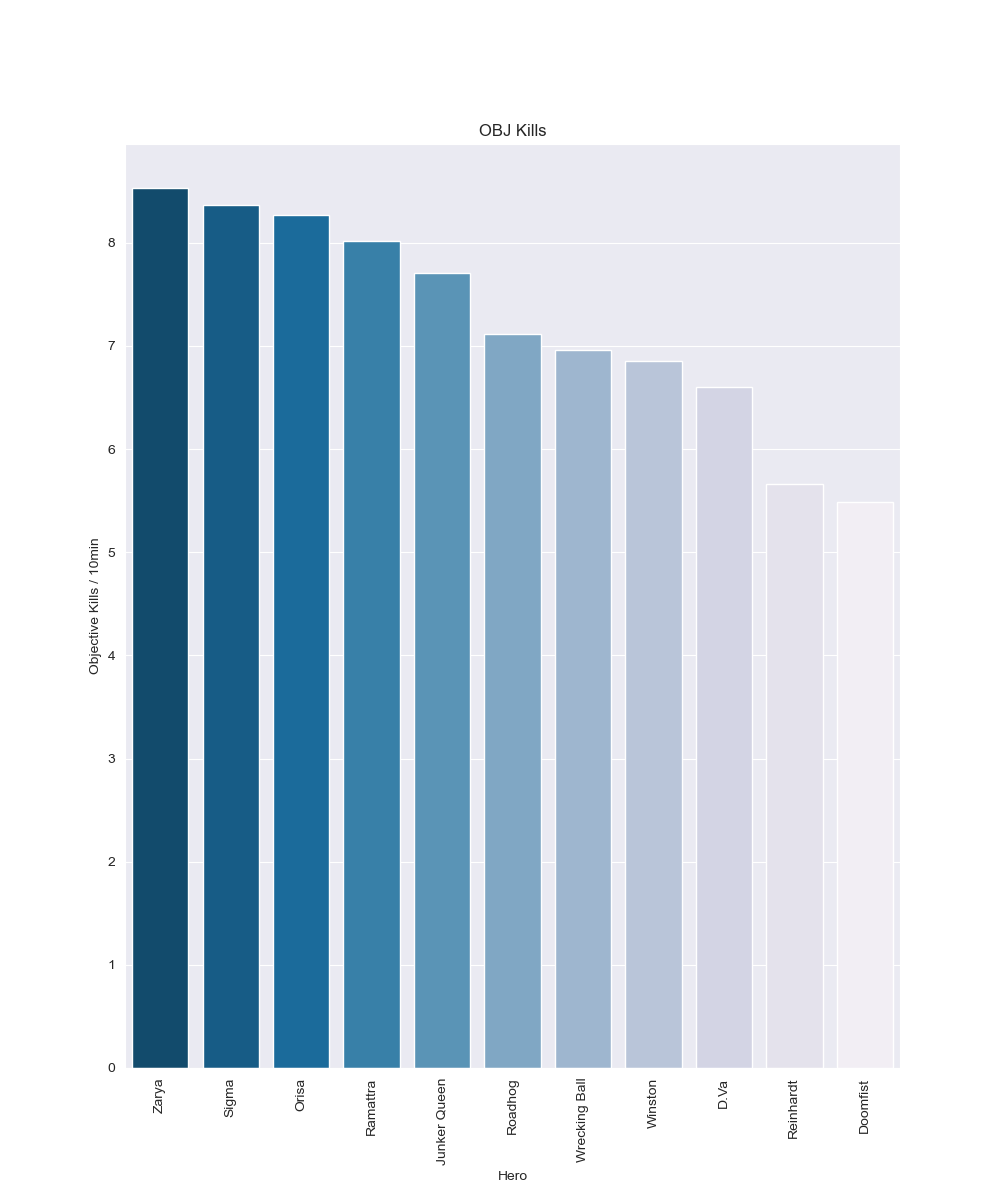 OBJ Kills
Objective Kills / 10min
8
7
6
5
4
3
2
1
0
Zarya
Sigma
Orisa
Ramattra
Junker Queen
Roadhog
Wrecking Ball
Winston
D.Va
Reinhardt
Doomfist
Hero